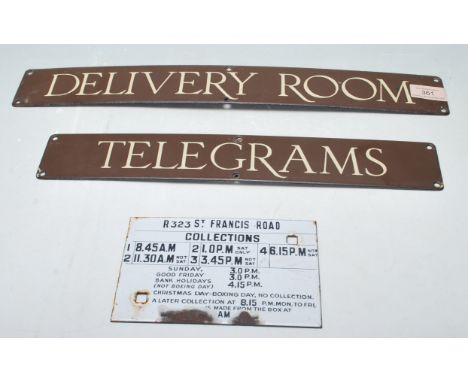 DELIVERY ROOM
361
TELEGRAMS
R323 ST FRANCIS ROAD
COLLECTIONS
1 8.45 A.M 2 1.0 P.M SAT ONLY 4 6.15 P.M NOT SAT
2 11.30 A.M NOT SAT 3 3.45 P.M NOT SAT
SUNDAY, 3.0 P.M.
GOOD FRIDAY 3.0 P.M.
BANK HOLIDAYS 4.15 P.M.
(NOT BOXING DAY)
CHRISTMAS DAY-BOXING DAY, NO COLLECTION.
A LATER COLLECTION AT 8.15 P.M. MON, TO FRI,
IS MADE FROM THE BOX AT
AM